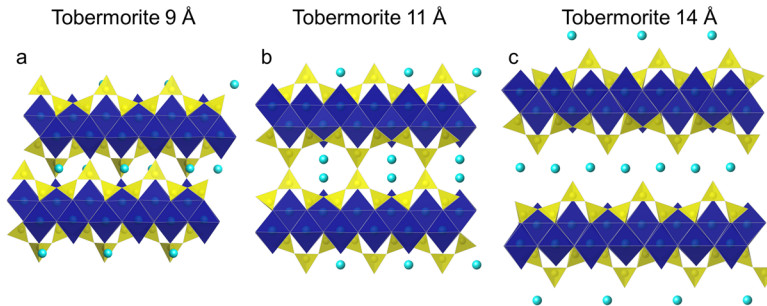 Tobermorite 9 Å
Tobermorite 11 Å
Tobermorite 14 Å
a
b
c